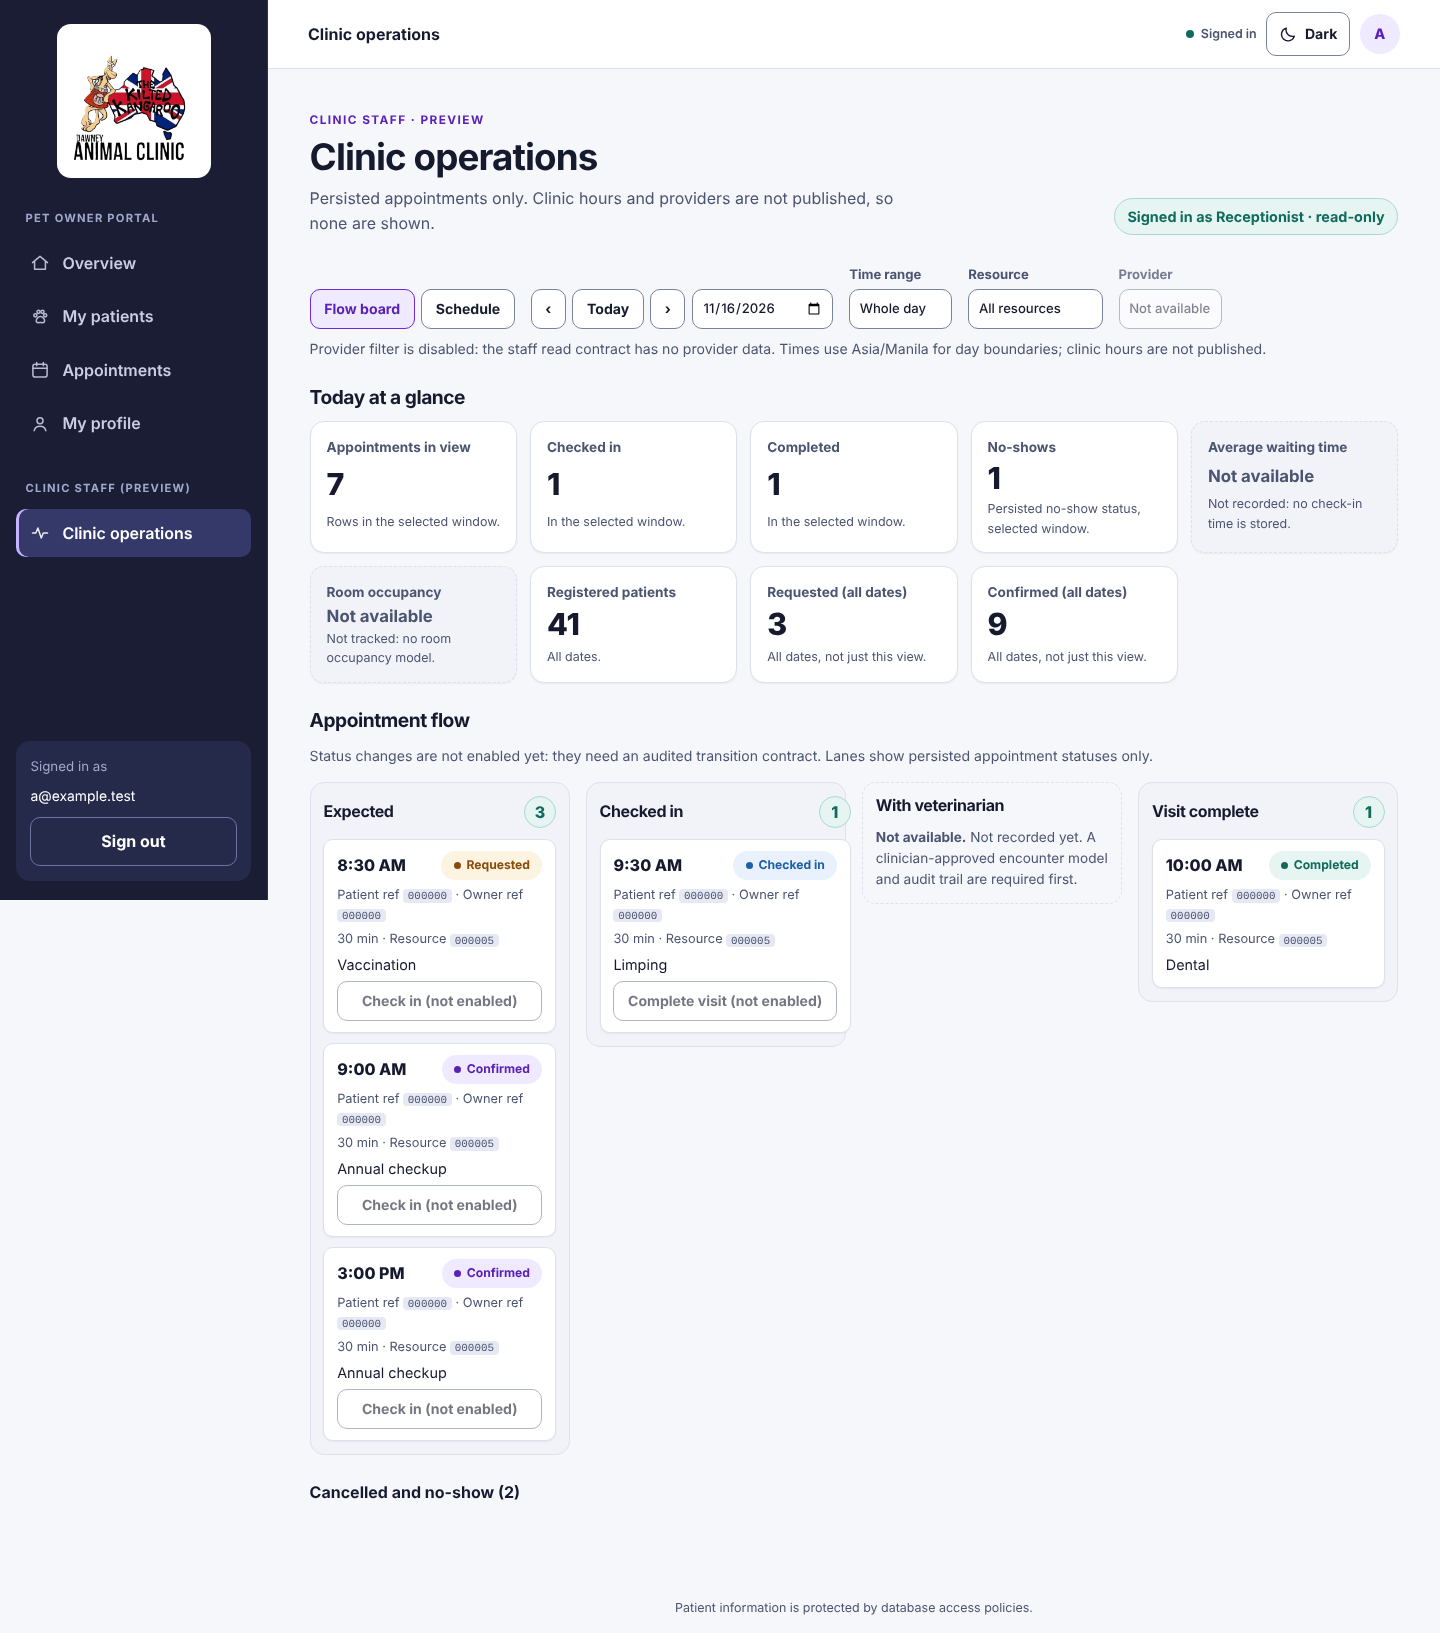 THE
KILTED
KANGAROO
DAWNEY
ANIMAL CLINIC
PET OWNER PORTAL
Overview
My patients
Appointments
My profile
CLINIC STAFF (PREVIEW)
Clinic operations
Signed in as
a@example.test
Sign out
Clinic operations
Signed in
Dark
A
CLINIC STAFF · PREVIEW
Clinic operations
Persisted appointments only. Clinic hours and providers are not published, so
none are shown.
Signed in as Receptionist · read-only
Flow board
Schedule
‹
Today
›
11/16/2026
Time range
Whole day
Resource
All resources
Provider
Not available
Provider filter is disabled: the staff read contract has no provider data. Times use Asia/Manila for day boundaries; clinic hours are not published.
Today at a glance
Appointments in view
7
Rows in the selected window.
Checked in
1
In the selected window.
Completed
1
In the selected window.
No-shows
1
Persisted no-show status,
selected window.
Average waiting time
Not available
Not recorded: no check-in
time is stored.
Room occupancy
Not available
Not tracked: no room
occupancy model.
Registered patients
41
All dates.
Requested (all dates)
3
All dates, not just this view.
Confirmed (all dates)
9
All dates, not just this view.
Appointment flow
Status changes are not enabled yet: they need an audited transition contract. Lanes show persisted appointment statuses only.
Expected 3
8:30 AM Requested
Patient ref 000000 · Owner ref
000000
30 min · Resource 000005
Vaccination
Check in (not enabled)
9:00 AM Confirmed
Patient ref 000000 · Owner ref
000000
30 min · Resource 000005
Annual checkup
Check in (not enabled)
3:00 PM Confirmed
Patient ref 000000 · Owner ref
000000
30 min · Resource 000005
Annual checkup
Check in (not enabled)
Checked in 1
9:30 AM Checked in
Patient ref 000000 · Owner ref
000000
30 min · Resource 000005
Limping
Complete visit (not enabled)
With veterinarian
Not available. Not recorded yet. A
clinician-approved encounter model
and audit trail are required first.
Visit complete 1
10:00 AM Completed
Patient ref 000000 · Owner ref
000000
30 min · Resource 000005
Dental
Cancelled and no-show (2)
Patient information is protected by database access policies.